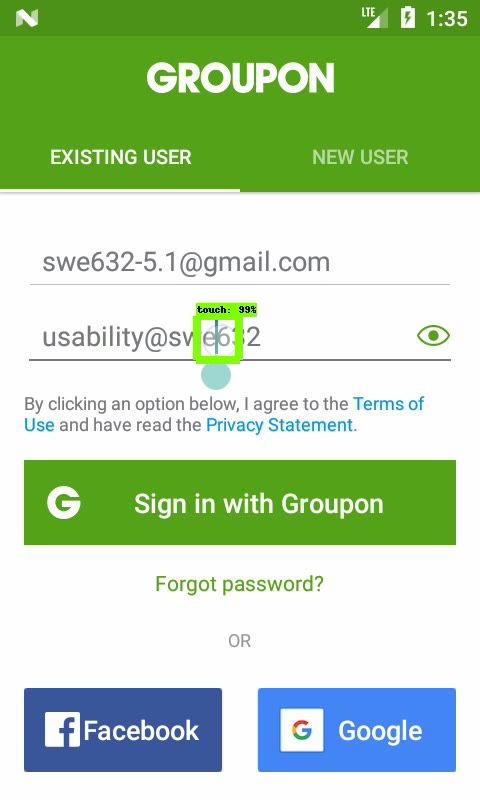 LTE 1:35
GROUPON
EXISTING USER NEW USER
swe632-5.1@gmail.com
touch: 99%
usability@swe632
By clicking an option below, I agree to the Terms of
Use and have read the Privacy Statement.
G Sign in with Groupon
Forgot password?
OR
f Facebook G Google